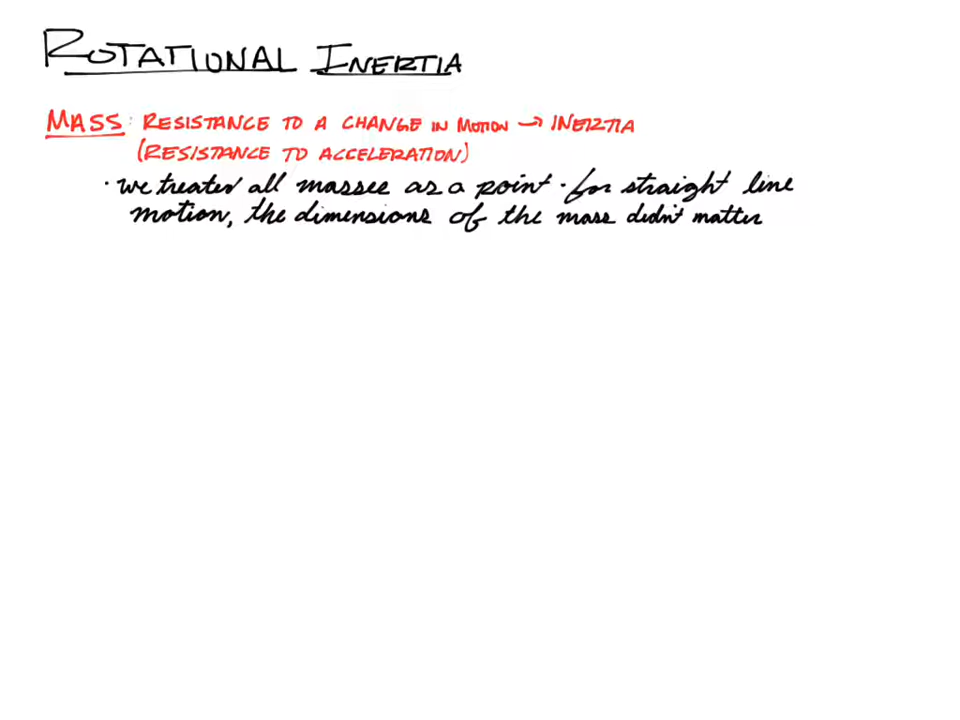 ROTATIONAL INERTIA
MASS: RESISTANCE TO A CHANGE IN MOTION → INERTIA
(RESISTANCE TO ACCELERATION)
· we treated all masses as a point · for straight line
motion, the dimensions of the mass didn't matter